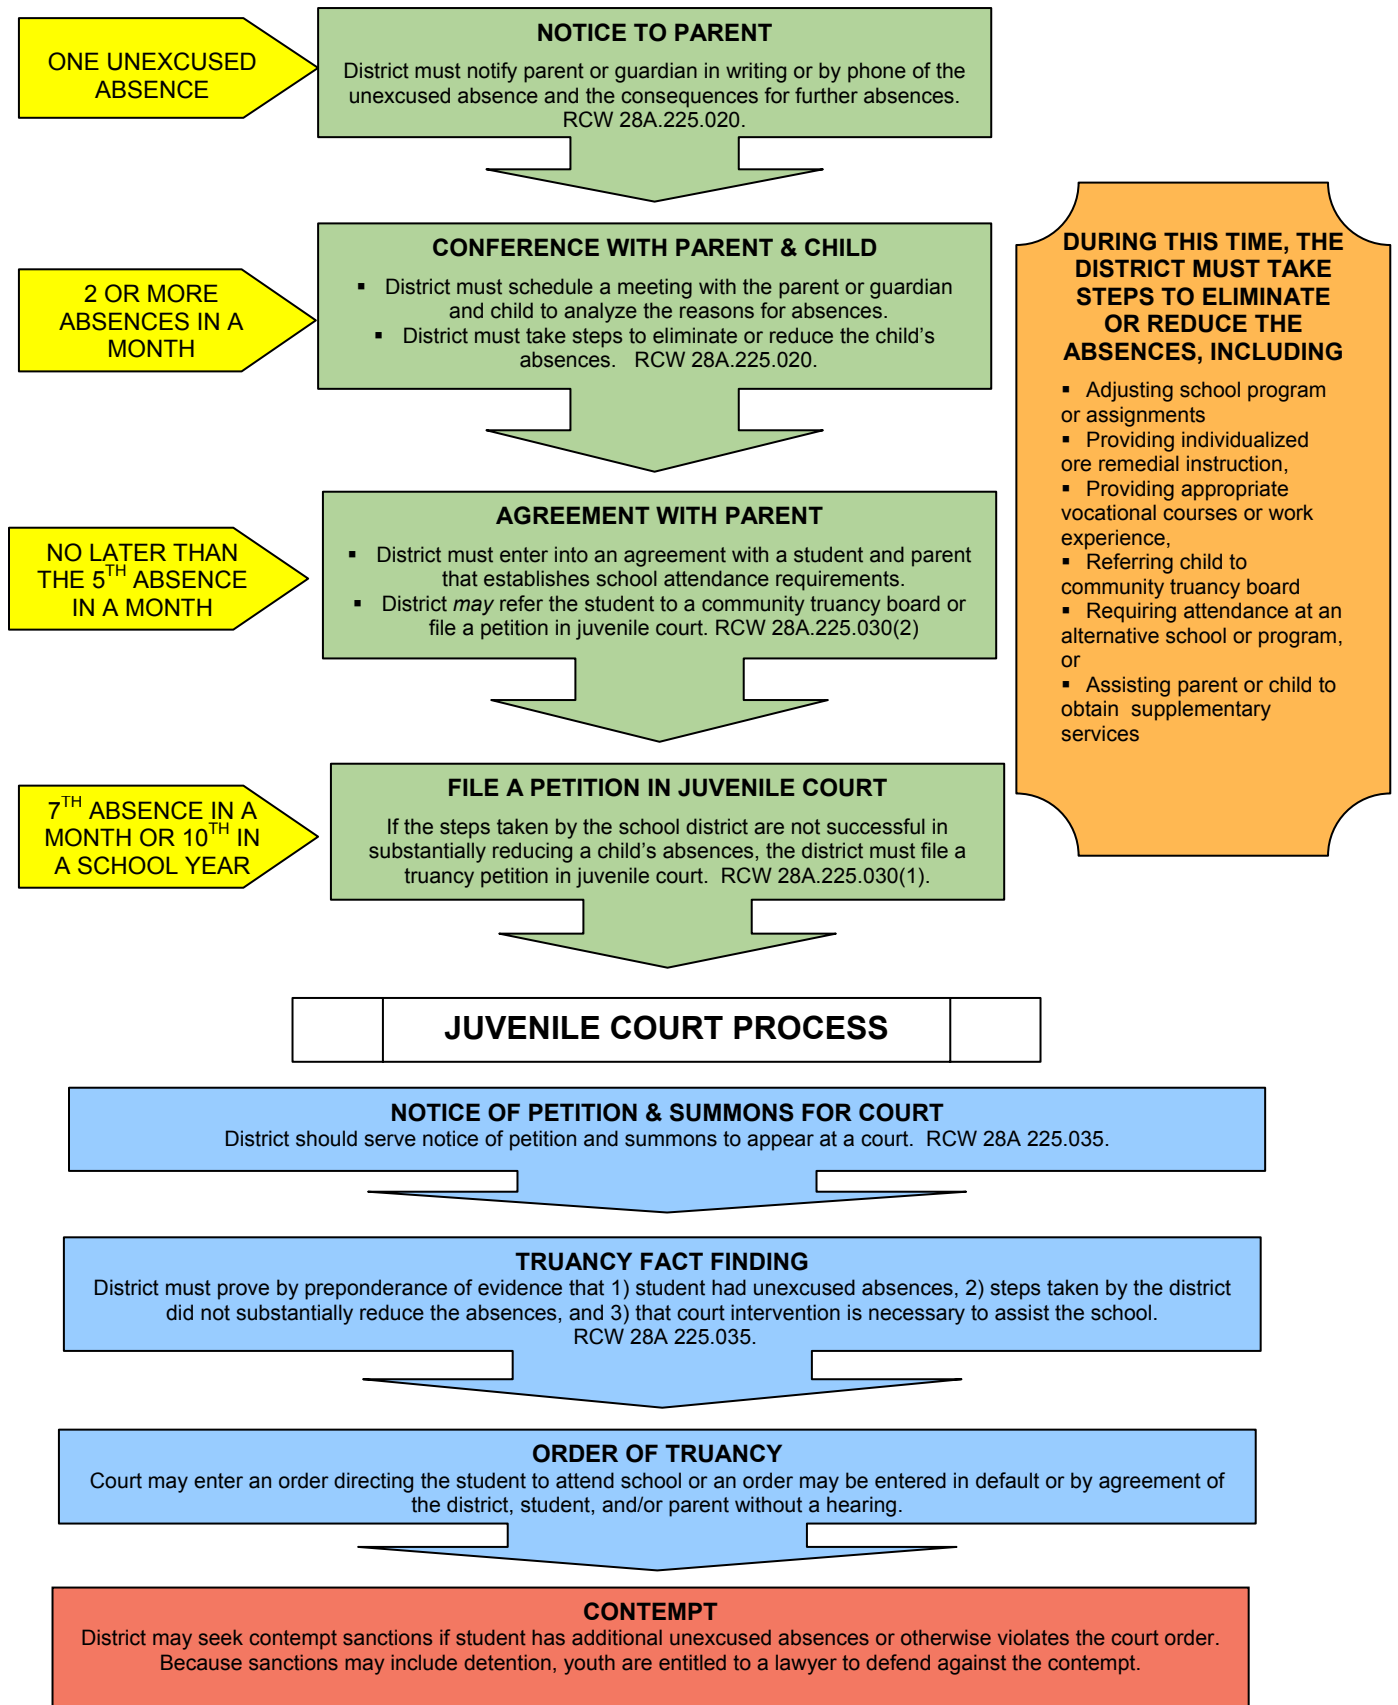 ONE UNEXCUSED
ABSENCE
NOTICE TO PARENT
District must notify parent or guardian in writing or by phone of the
unexcused absence and the consequences for further absences.
RCW 28A.225.020.
2 OR MORE
ABSENCES IN A
MONTH
CONFERENCE WITH PARENT & CHILD
▪ District must schedule a meeting with the parent or guardian
and child to analyze the reasons for absences.
▪ District must take steps to eliminate or reduce the child's
absences.   RCW 28A.225.020.
NO LATER THAN
THE 5TH ABSENCE
IN A MONTH
AGREEMENT WITH PARENT
▪ District must enter into an agreement with a student and parent
that establishes school attendance requirements.
▪ District may refer the student to a community truancy board or
file a petition in juvenile court. RCW 28A.225.030(2)
7TH ABSENCE IN A
MONTH OR 10TH IN
A SCHOOL YEAR
FILE A PETITION IN JUVENILE COURT
If the steps taken by the school district are not successful in
substantially reducing a child's absences, the district must file a
truancy petition in juvenile court.  RCW 28A.225.030(1).
DURING THIS TIME, THE
DISTRICT MUST TAKE
STEPS TO ELIMINATE
OR REDUCE THE
ABSENCES, INCLUDING
▪ Adjusting school program
or assignments
▪ Providing individualized
ore remedial instruction,
▪ Providing appropriate
vocational courses or work
experience,
▪ Referring child to
community truancy board
▪ Requiring attendance at an
alternative school or program,
or
▪ Assisting parent or child to
obtain  supplementary
services
JUVENILE COURT PROCESS
NOTICE OF PETITION & SUMMONS FOR COURT
District should serve notice of petition and summons to appear at a court.  RCW 28A 225.035.
TRUANCY FACT FINDING
District must prove by preponderance of evidence that 1) student had unexcused absences, 2) steps taken by the district
did not substantially reduce the absences, and 3) that court intervention is necessary to assist the school.
RCW 28A 225.035.
ORDER OF TRUANCY
Court may enter an order directing the student to attend school or an order may be entered in default or by agreement of
the district, student, and/or parent without a hearing.
CONTEMPT
District may seek contempt sanctions if student has additional unexcused absences or otherwise violates the court order.
Because sanctions may include detention, youth are entitled to a lawyer to defend against the contempt.